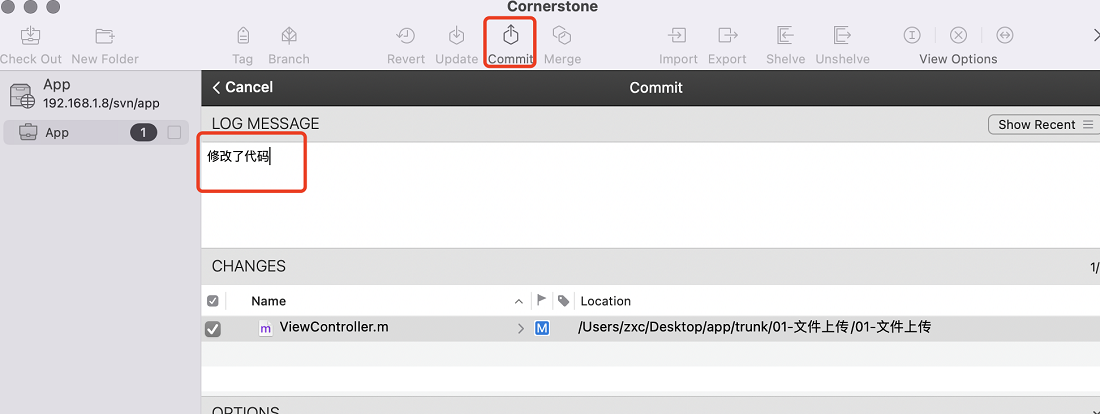 Cornerstone
Check Out New Folder Tag Branch Revert Update Commit Merge Import Export Shelve Unshelve View Options
App
192.168.1.8/svn/app
App 1
Cancel Commit
LOG MESSAGE Show Recent
修改了代码
CHANGES 1/
Name Location
m ViewController.m M /Users/zxc/Desktop/app/trunk/01-文件上传/01-文件上传
OPTIONS